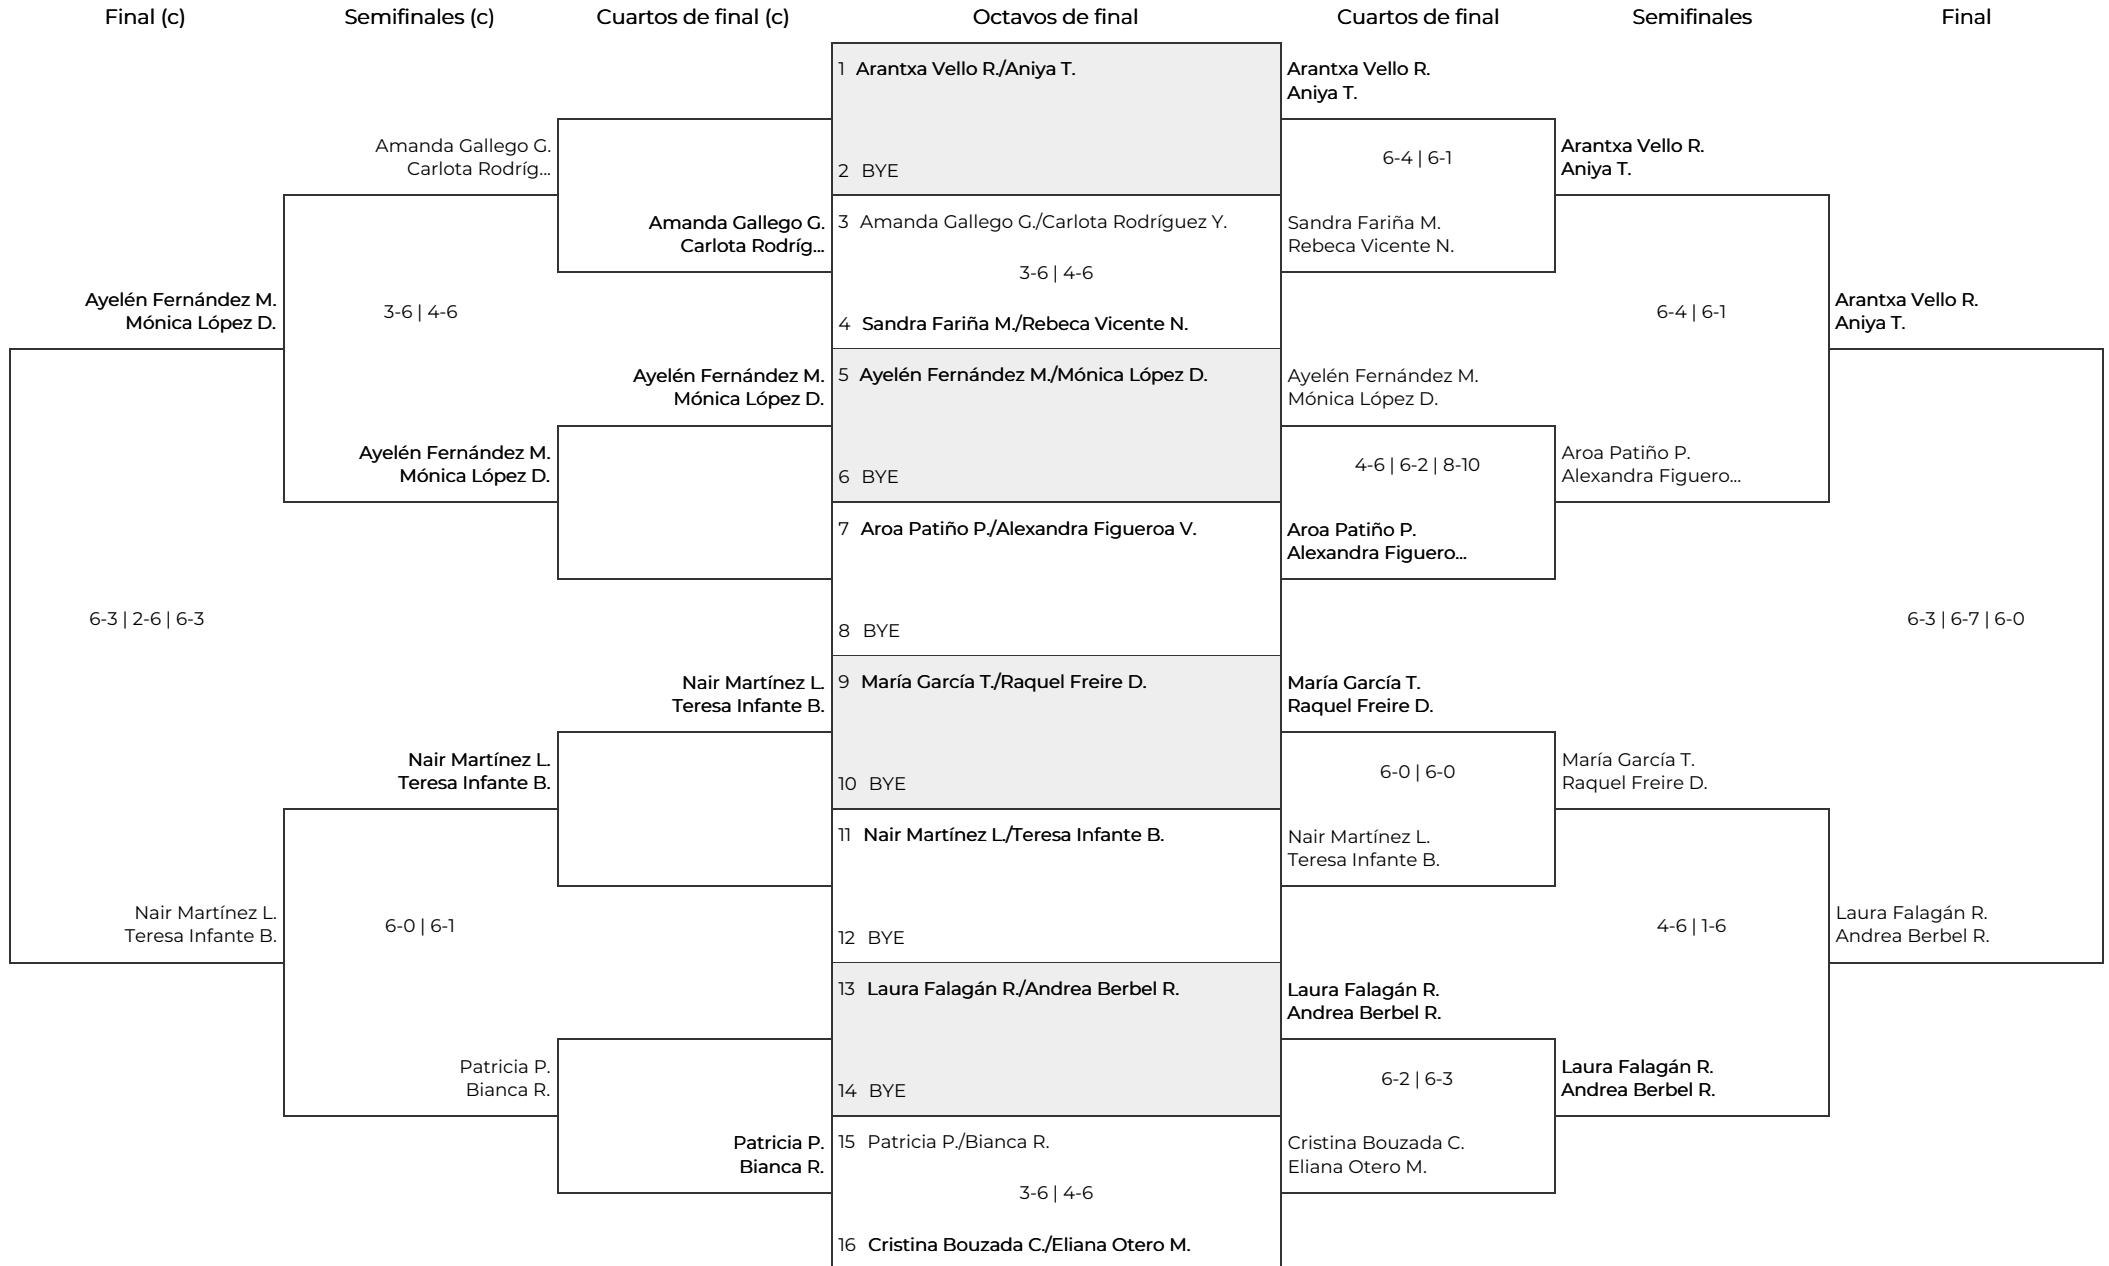 Final (c)
Semifinales (c)
Cuartos de final (c)
Octavos de final
Cuartos de final
Semifinales
Final
Ayelén Fernández M.
Mónica López D.
6-3 | 2-6 | 6-3
Nair Martínez L.
Teresa Infante B.
Amanda Gallego G.
Carlota Rodríg...
3-6 | 4-6
Ayelén Fernández M.
Mónica López D.
Nair Martínez L.
Teresa Infante B.
6-0 | 6-1
Patricia P.
Bianca R.
Amanda Gallego G.
Carlota Rodríg...
Ayelén Fernández M.
Mónica López D.
Nair Martínez L.
Teresa Infante B.
Patricia P.
Bianca R.
1 Arantxa Vello R./Aniya T.
2 BYE
3 Amanda Gallego G./Carlota Rodríguez Y.
3-6 | 4-6
4 Sandra Fariña M./Rebeca Vicente N.
5 Ayelén Fernández M./Mónica López D.
6 BYE
7 Aroa Patiño P./Alexandra Figueroa V.
8 BYE
9 María García T./Raquel Freire D.
10 BYE
11 Nair Martínez L./Teresa Infante B.
12 BYE
13 Laura Falagán R./Andrea Berbel R.
14 BYE
15 Patricia P./Bianca R.
3-6 | 4-6
16 Cristina Bouzada C./Eliana Otero M.
Arantxa Vello R.
Aniya T.
6-4 | 6-1
Sandra Fariña M.
Rebeca Vicente N.
Ayelén Fernández M.
Mónica López D.
4-6 | 6-2 | 8-10
Aroa Patiño P.
Alexandra Figuero...
María García T.
Raquel Freire D.
6-0 | 6-0
Nair Martínez L.
Teresa Infante B.
Laura Falagán R.
Andrea Berbel R.
6-2 | 6-3
Cristina Bouzada C.
Eliana Otero M.
Arantxa Vello R.
Aniya T.
6-4 | 6-1
Aroa Patiño P.
Alexandra Figuero...
María García T.
Raquel Freire D.
4-6 | 1-6
Laura Falagán R.
Andrea Berbel R.
Arantxa Vello R.
Aniya T.
6-3 | 6-7 | 6-0
Laura Falagán R.
Andrea Berbel R.